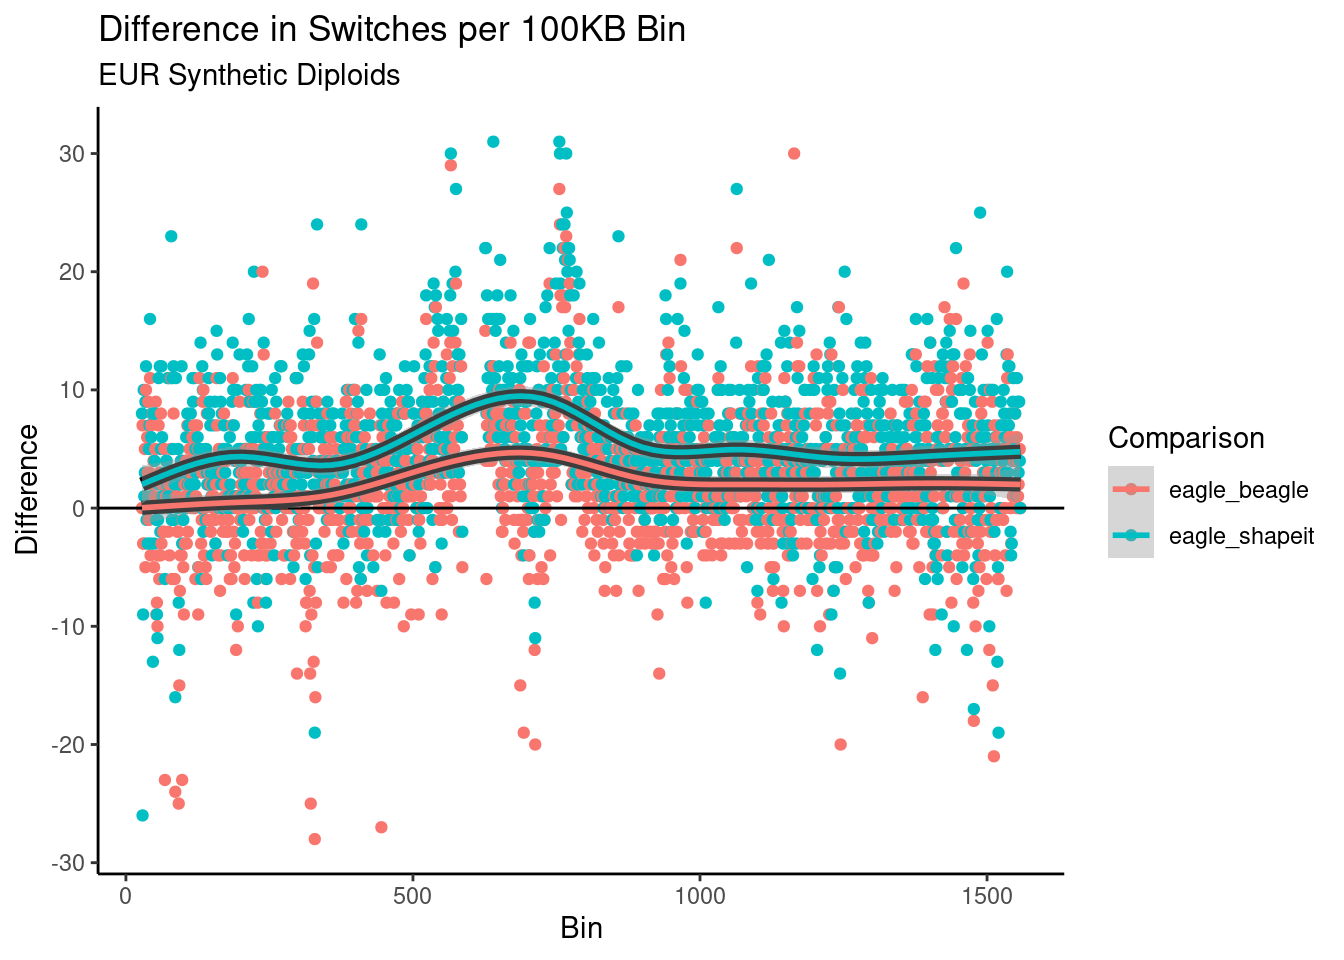 Difference in Switches per 100KB Bin
EUR Synthetic Diploids
30
20
10
0
-10
-20
-30
Difference
0
500
1000
1500
Bin
Comparison
eagle_beagle
eagle_shapeit